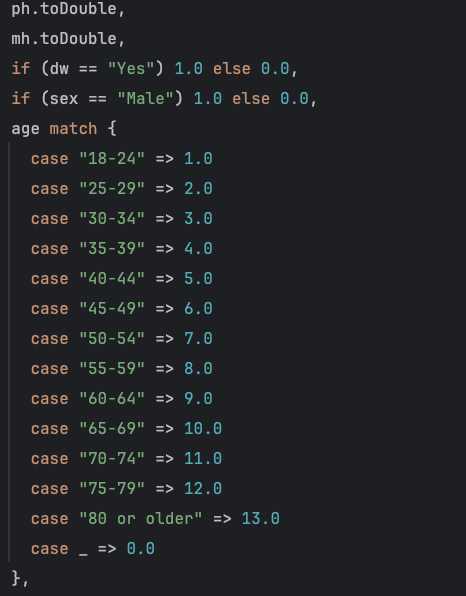 ph.toDouble,
mh.toDouble,
if (dw == "Yes") 1.0 else 0.0,
if (sex == "Male") 1.0 else 0.0,
age match {
  case "18-24" => 1.0
  case "25-29" => 2.0
  case "30-34" => 3.0
  case "35-39" => 4.0
  case "40-44" => 5.0
  case "45-49" => 6.0
  case "50-54" => 7.0
  case "55-59" => 8.0
  case "60-64" => 9.0
  case "65-69" => 10.0
  case "70-74" => 11.0
  case "75-79" => 12.0
  case "80 or older" => 13.0
  case _ => 0.0
},